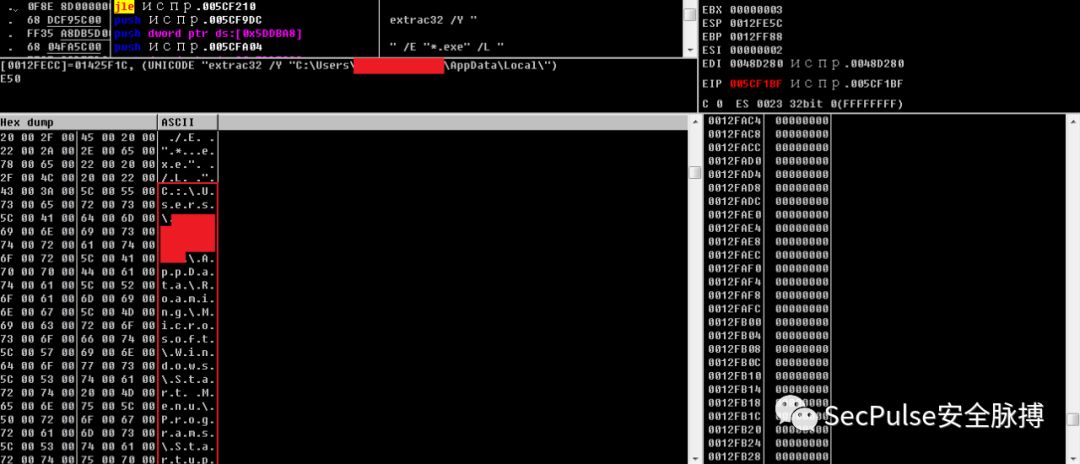 0F8E 8D000000 jle испр.005CF210
68 DCF95C00 push испр.005CF9DC extrac32 /Y "
FF35 A8DB5D0 push dword ptr ds:[0x5DDBA8]
68 04FA5C00 push испр.005CFA04 " /E "*.exe" /L "
[0012FECC]=01425F1C, (UNICODE "extrac32 /Y "C:\Users\ \AppData\Local\")
E50
EBX 00000003
ESP 0012FE5C
EBP 0012FF88
ESI 00000002
EDI 0048D280 испр.0048D280
EIP 005CF1BF испр.005CF1BF
C 0 ES 0023 32bit 0(FFFFFFFF)
Hex dump ASCII
20 00 2F 00 45 00 20 00 ./.E. .
22 00 2A 00 2E 00 65 00 ".*...e.
78 00 65 00 22 00 20 00 x.e.". .
2F 00 4C 00 20 00 22 00 /.L. .".
43 00 3A 00 5C 00 55 00 C.:.\.U.
73 00 65 00 72 00 73 00 s.e.r.s.
5C 00 41 00 64 00 6D 00 \.
69 00 6E 00 69 00 73 00
74 00 72 00 61 00 74 00
6F 00 72 00 5C 00 41 00 \.A.
70 00 70 00 44 00 61 00 p.p.D.a.
74 00 61 00 5C 00 52 00 t.a.\.R.
6F 00 61 00 6D 00 69 00 o.a.m.i.
6E 00 67 00 5C 00 4D 00 n.g.\.M.
69 00 63 00 72 00 6F 00 i.c.r.o.
73 00 6F 00 66 00 74 00 s.o.f.t.
5C 00 57 00 69 00 6E 00 \.W.i.n.
64 00 6F 00 77 00 73 00 d.o.w.s.
5C 00 53 00 74 00 61 00 \.S.t.a.
72 00 74 00 20 00 4D 00 r.t. .M.
65 00 6E 00 75 00 5C 00 e.n.u.\.
50 00 72 00 6F 00 67 00 P.r.o.g.
72 00 61 00 6D 00 73 00 r.a.m.s.
5C 00 53 00 74 00 61 00 \.S.t.a.
72 00 74 00 75 00 70 00 r.t.u.p.
0012FAC4 00000000
0012FAC8 00000000
0012FACC 00000000
0012FAD0 00000000
0012FAD4 00000000
0012FAD8 00000000
0012FADC 00000000
0012FAE0 00000000
0012FAE4 00000000
0012FAE8 00000000
0012FAEC 00000000
0012FAF0 00000000
0012FAF4 00000000
0012FAF8 00000000
0012FAFC 00000000
0012FB00 00000000
0012FB04 00000000
0012FB08 00000000
0012FB0C 00000000
0012FB10 00000000
0012FB14 00000000
0012FB18 00000000
0012FB1C 00000000
0012FB20 00000000
0012FB24 00000000
0012FB28 00000000
SecPulse安全脉搏